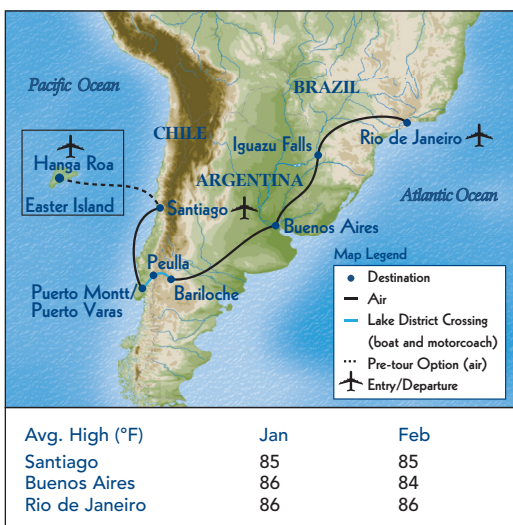 Pacific Ocean
BRAZIL
CHILE
Hanga Roa
Easter Island
Iguazu Falls
Rio de Janeiro
ARGENTINA
Atlantic Ocean
Santiago
Buenos Aires
Peulla
Bariloche
Puerto Montt/
Puerto Varas
Map Legend
Destination
Air
Lake District Crossing
(boat and motorcoach)
Pre-tour Option (air)
Entry/Departure
Avg. High (°F) Jan Feb
Santiago 85 85
Buenos Aires 86 84
Rio de Janeiro 86 86